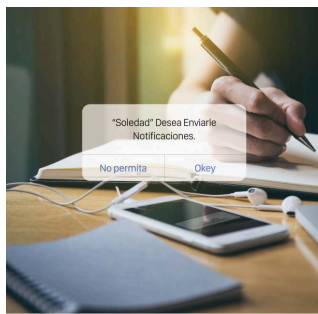 “Soledad” Desea Enviarle
Notificaciones.
No permita
Okey